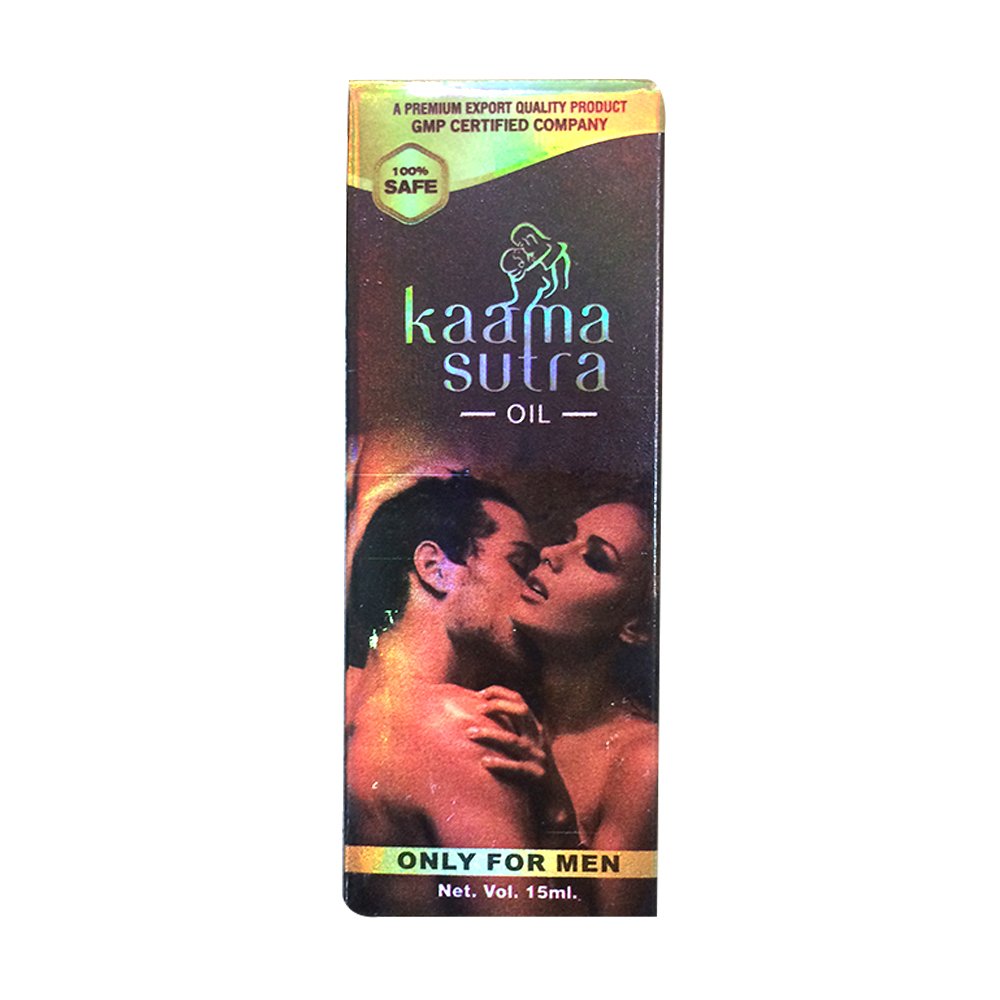 A PREMIUM EXPORT QUALITY PRODUCT
GMP CERTIFIED COMPANY
100%
SAFE
kaama
sutra
OIL
ONLY FOR MEN
Net. Vol. 15ml.